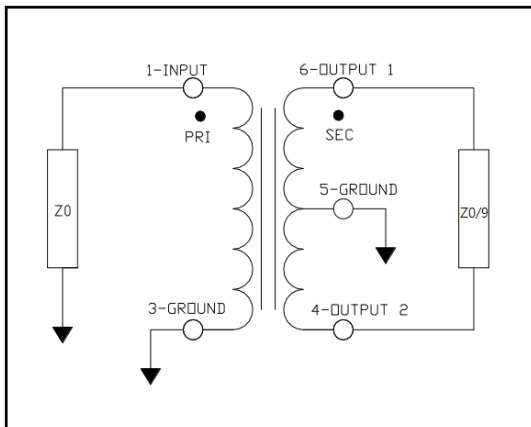 1-INPUT
6-OUTPUT 1
PRI
SEC
Z0
5-GROUND
Z0/9
3-GROUND
4-OUTPUT 2